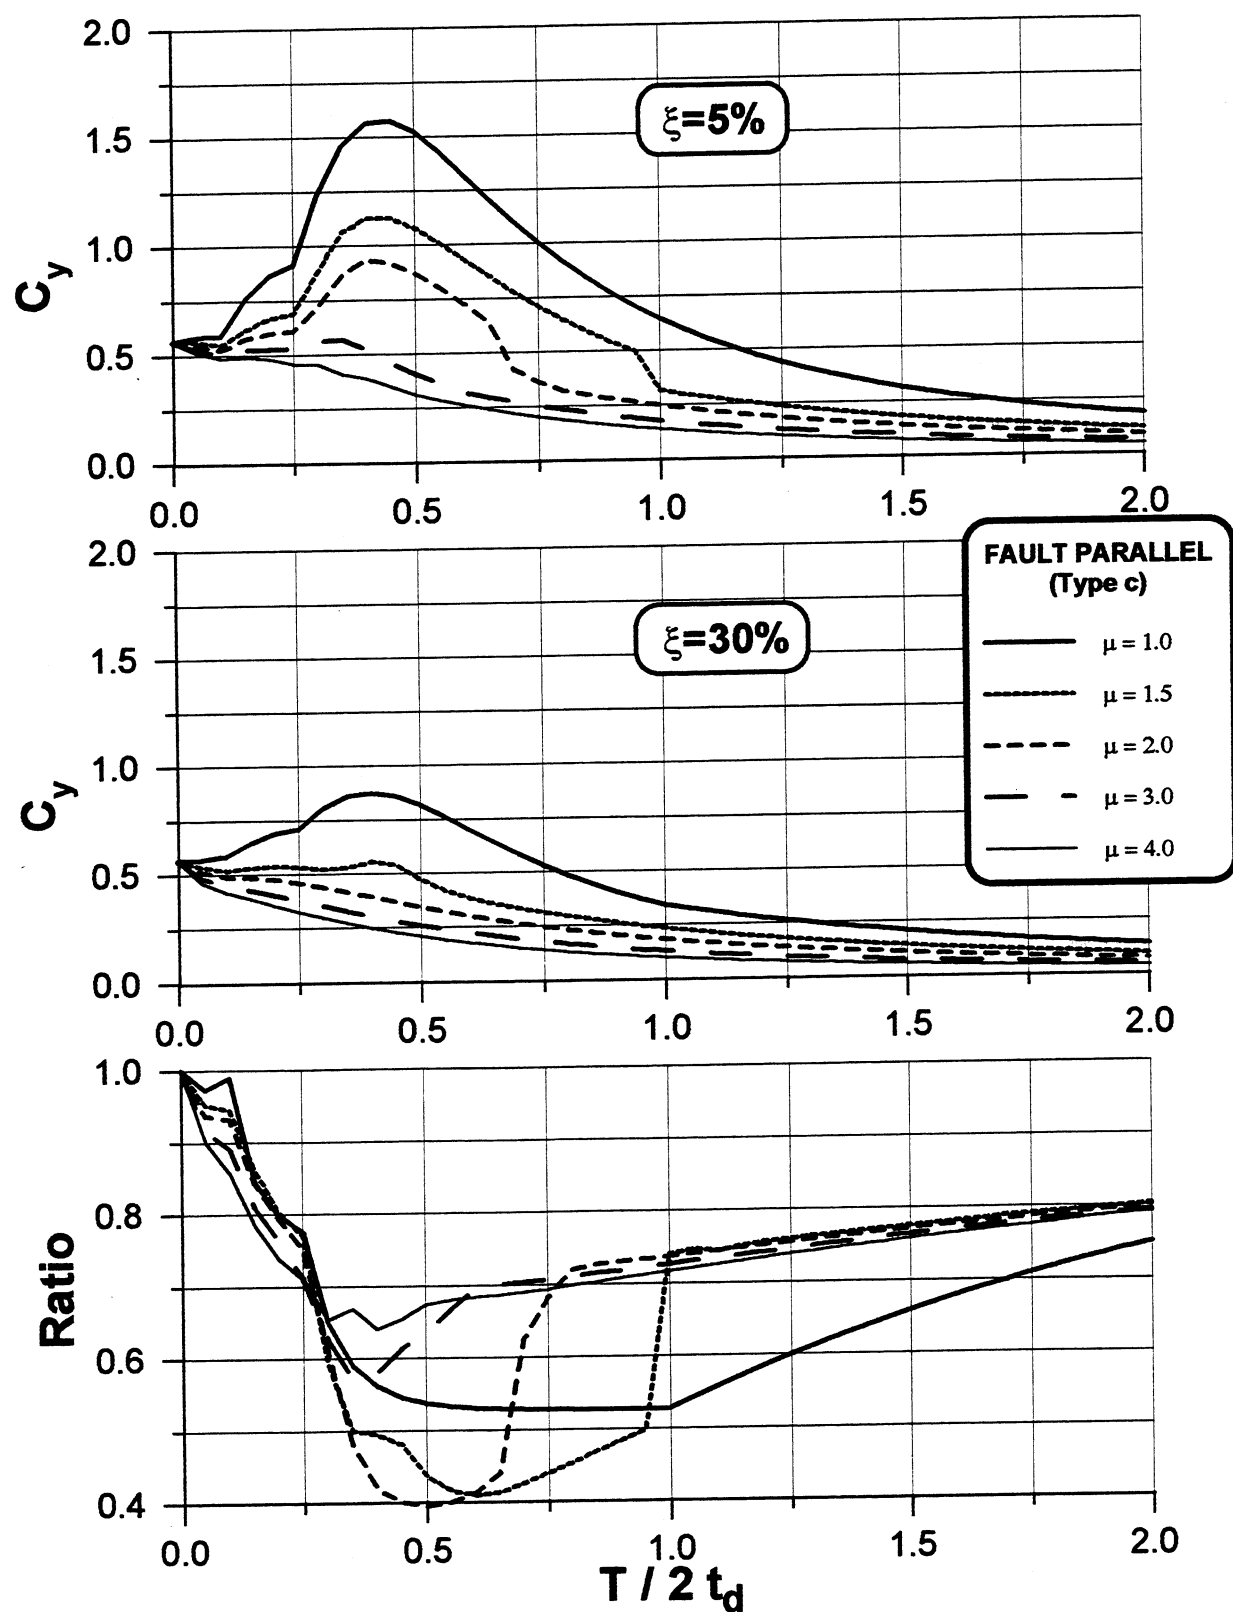 2.0
ξ=5%
1.5
1.0
C_y
0.5
0.0
0.0 0.5 1.0 1.5 2.0
2.0
FAULT PARALLEL
(Type c)
μ = 1.0
μ = 1.5
μ = 2.0
μ = 3.0
μ = 4.0
ξ=30%
1.5
1.0
C_y
0.5
0.0
0.0 0.5 1.0 1.5 2.0
1.0
0.8
Ratio
0.6
0.4
0.0 0.5 1.0 1.5 2.0
T / 2 t_d